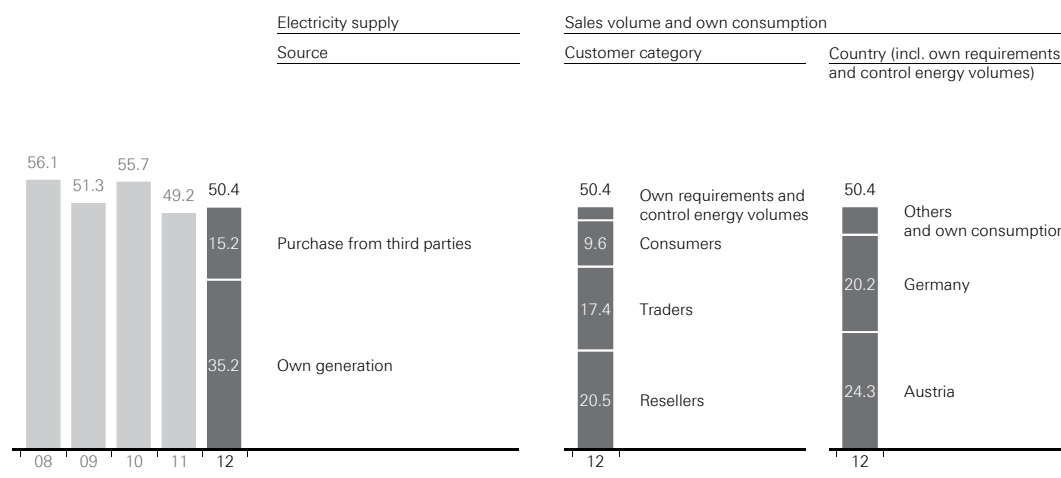 Electricity supply
Source
56.1
51.3
55.7
49.2
50.4
15.2
Purchase from third parties
35.2
Own generation
08
09
10
11
12
Sales volume and own consumption
Customer category
50.4
Own requirements and
control energy volumes
9.6
Consumers
17.4
Traders
20.5
Resellers
12
Country (incl. own requirements
and control energy volumes)
50.4
Others
and own consumption
20.2
Germany
24.3
Austria
12